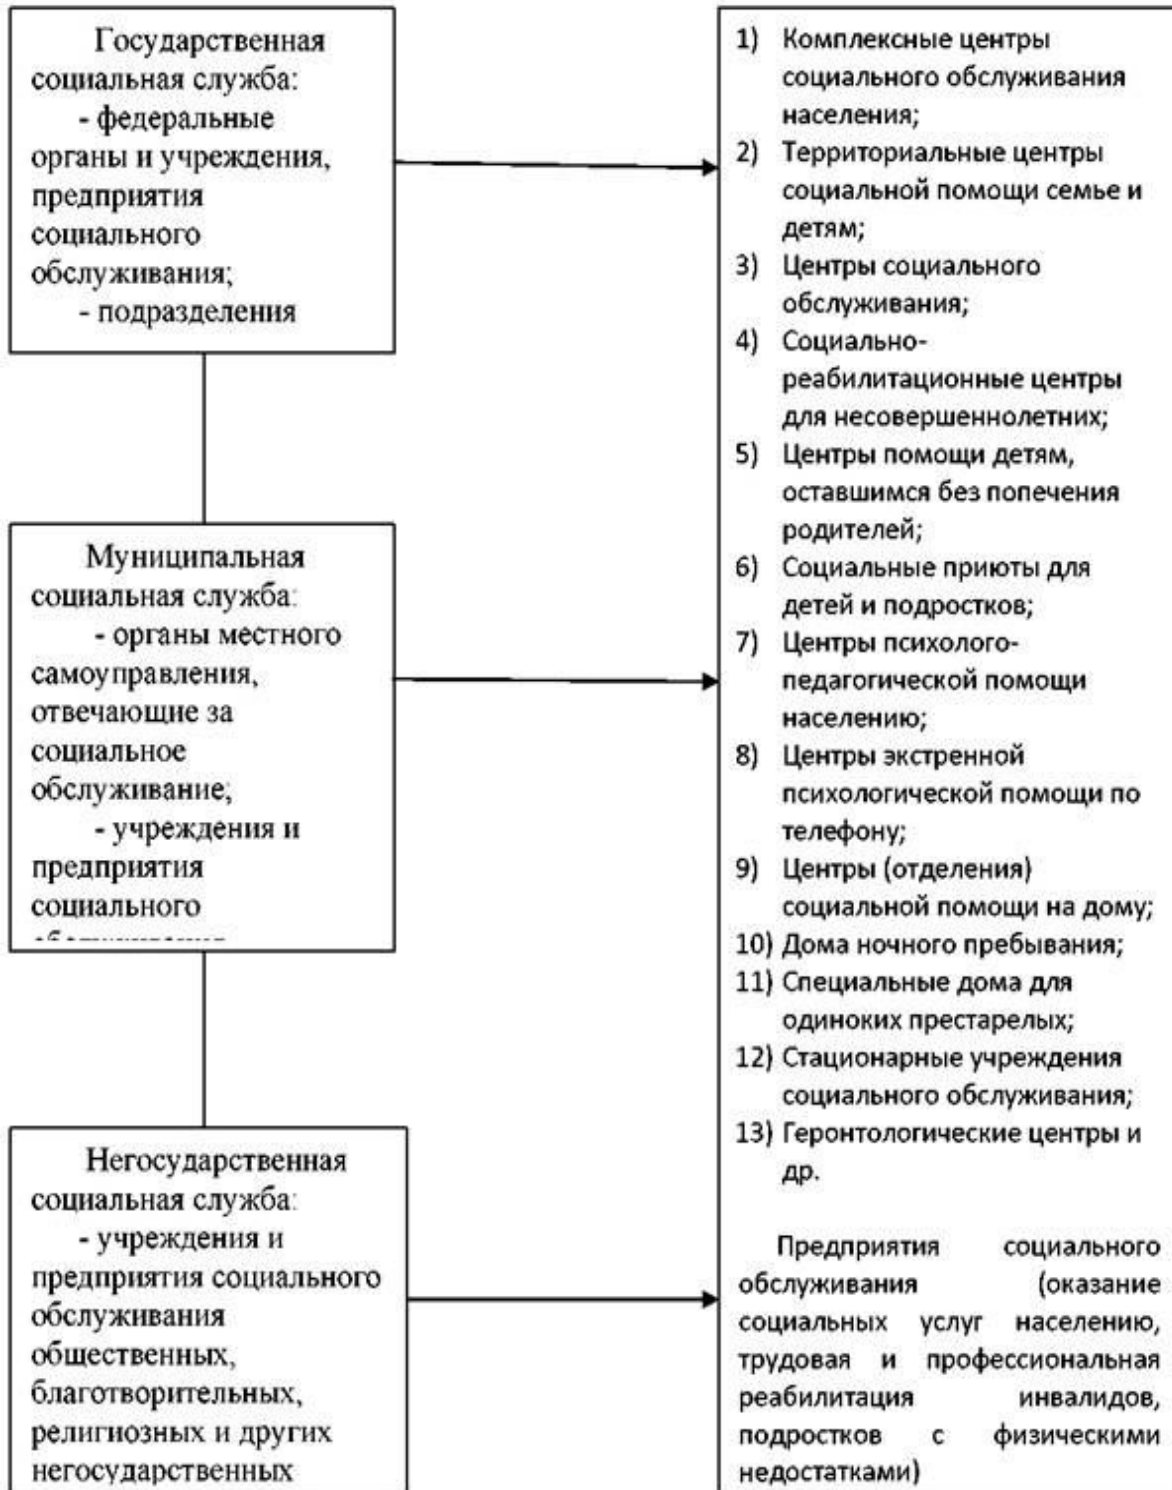 Государственная
социальная служба:
- федеральные
органы и учреждения,
предприятия
социального
обслуживания;
- подразделения
Муниципальная
социальная служба:
- органы местного
самоуправления,
отвечающие за
социальное
обслуживание;
- учреждения и
предприятия
социального
Негосударственная
социальная служба:
- учреждения и
предприятия социального
обслуживания
общественных,
благотворительных,
религиозных и других
негосударственных
1) Комплексные центры
социального обслуживания
населения;
2) Территориальные центры
социальной помощи семье и
детям;
3) Центры социального
обслуживания;
4) Социально-
реабилитационные центры
для несовершеннолетних;
5) Центры помощи детям,
оставшимся без попечения
родителей;
6) Социальные приюты для
детей и подростков;
7) Центры психолого-
педагогической помощи
населению;
8) Центры экстренной
психологической помощи по
телефону;
9) Центры (отделения)
социальной помощи на дому;
10) Дома ночного пребывания;
11) Специальные дома для
одиноких престарелых;
12) Стационарные учреждения
социального обслуживания;
13) Геронтологические центры и
др.
Предприятия социального
обслуживания (оказание
социальных услуг населению,
трудовая и профессиональная
реабилитация инвалидов,
подростков с физическими
недостатками)